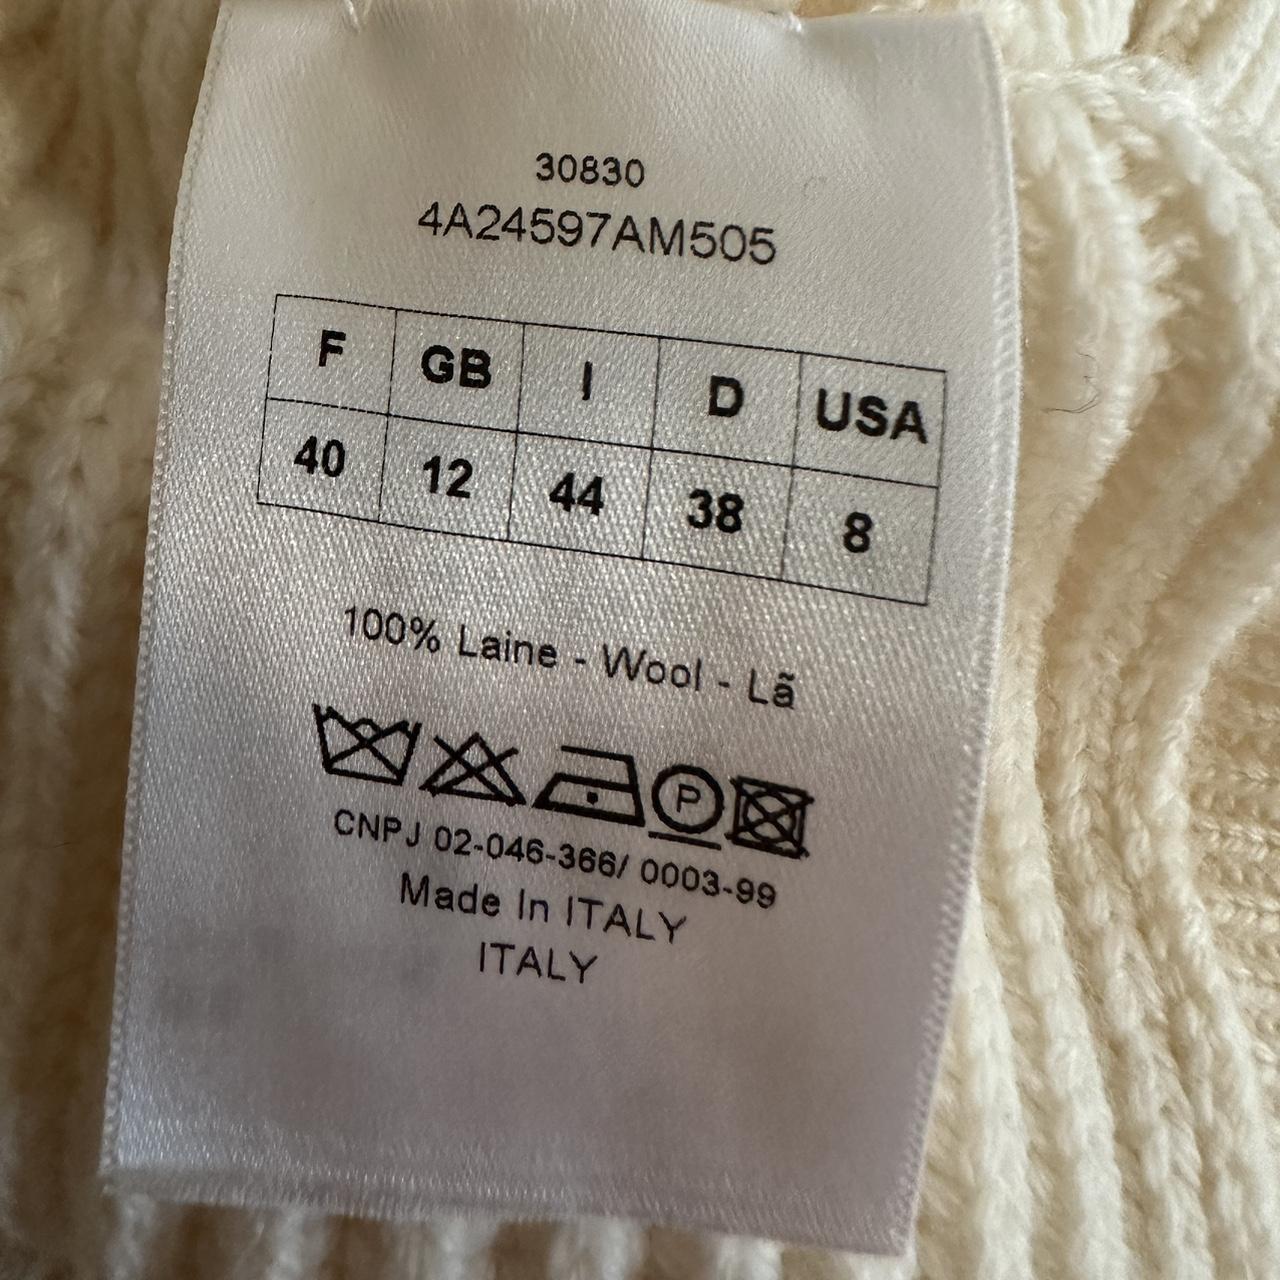 30830
4A24597AM505
F GB I D USA
40 12 44 38 8
100% Laine - Wool - Lã
P
CNPJ 02-046-366/ 0003-99
Made In ITALY
ITALY